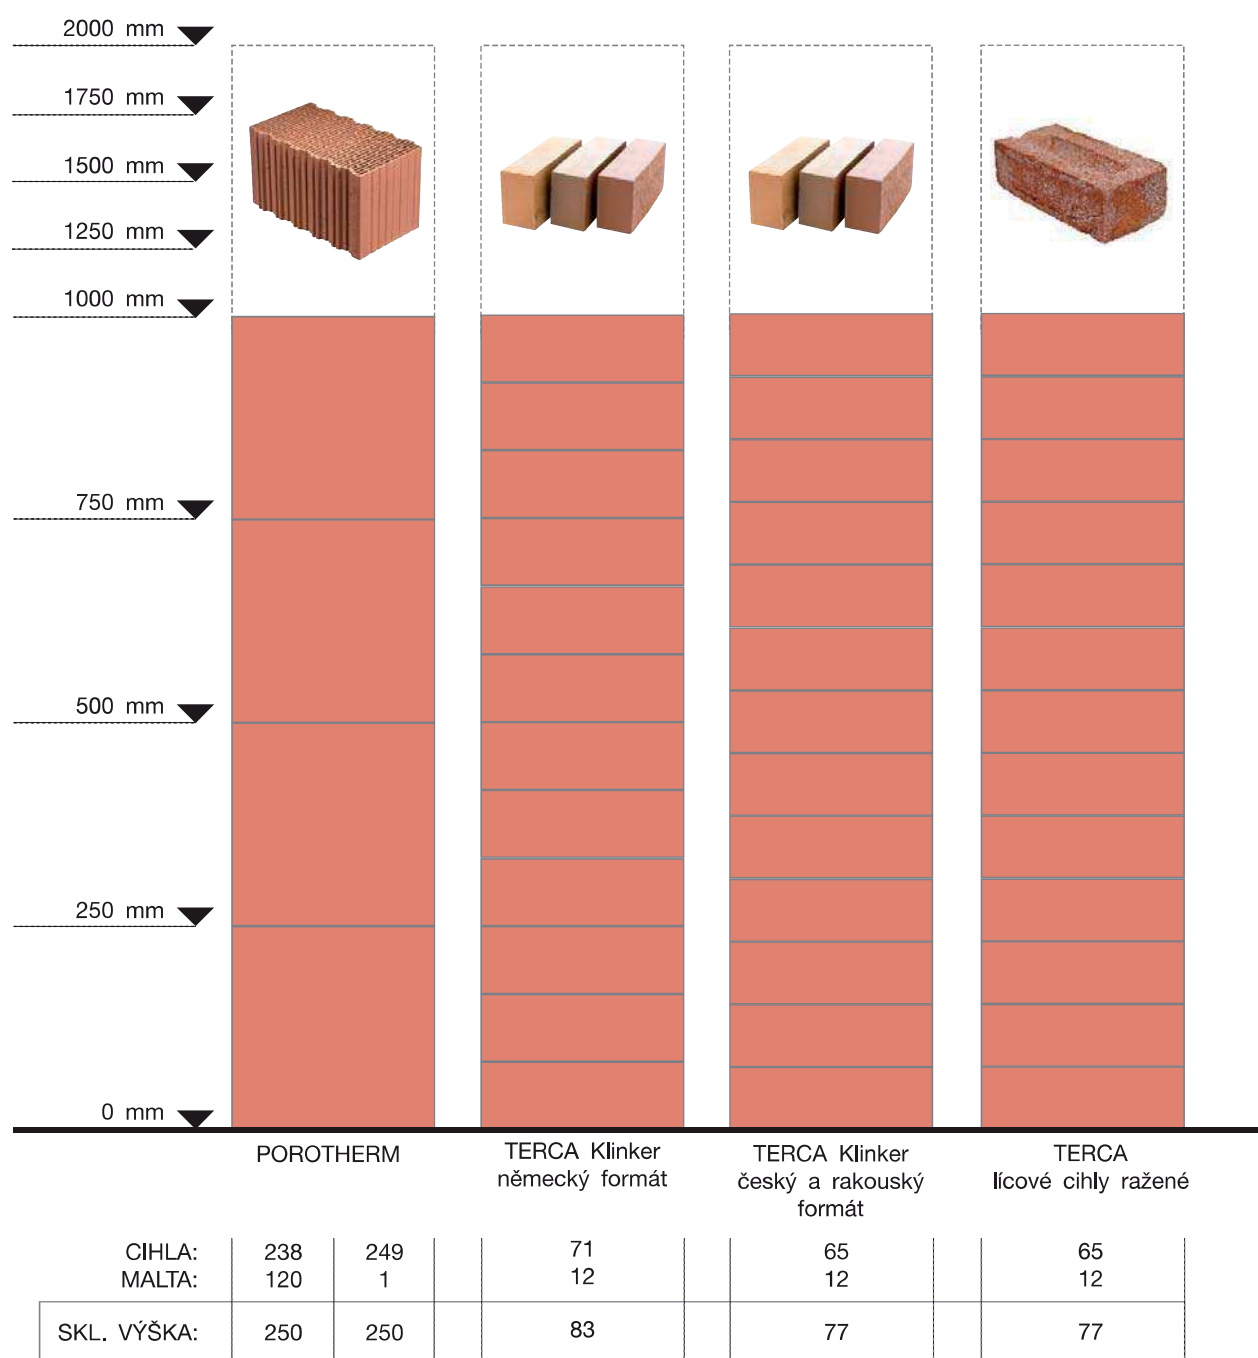 2000 mm
1750 mm
1500 mm
1250 mm
1000 mm
750 mm
500 mm
250 mm
0 mm
POROTHERM
TERCA Klinker
německý formát
TERCA Klinker
český a rakouský
formát
TERCA
lícové cihly ražené
CIHLA: 238 249 71 65 65
MALTA: 120 1 12 12 12
SKL. VÝŠKA: 250 250 83 77 77